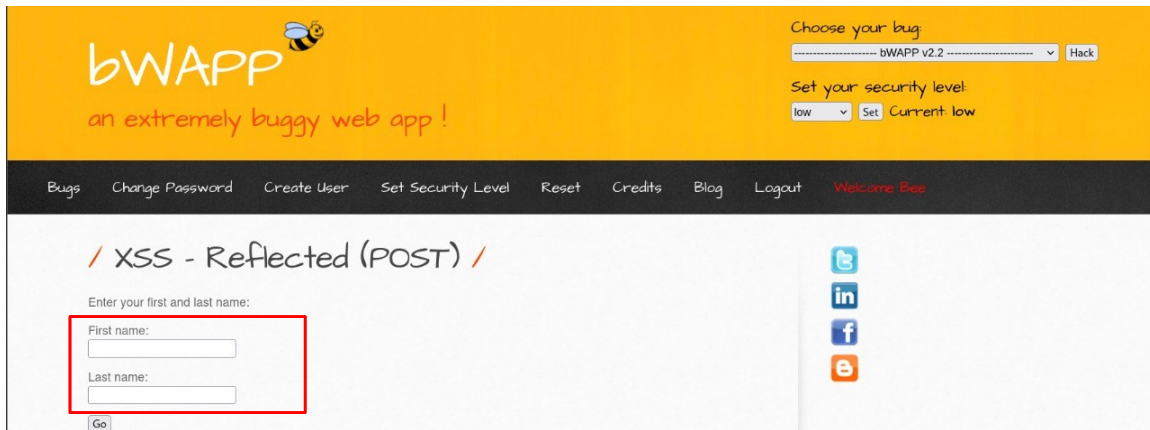 bWAPP
an extremely buggy web app !
Choose your bug:
---------------------- bWAPP v2.2 ----------------------- Hack
Set your security level:
low Set Current: low
Bugs Change Password Create User Set Security Level Reset Credits Blog Logout Welcome Bee
/ XSS - Reflected (POST) /
Enter your first and last name:
First name:
Last name:
Go
in
f